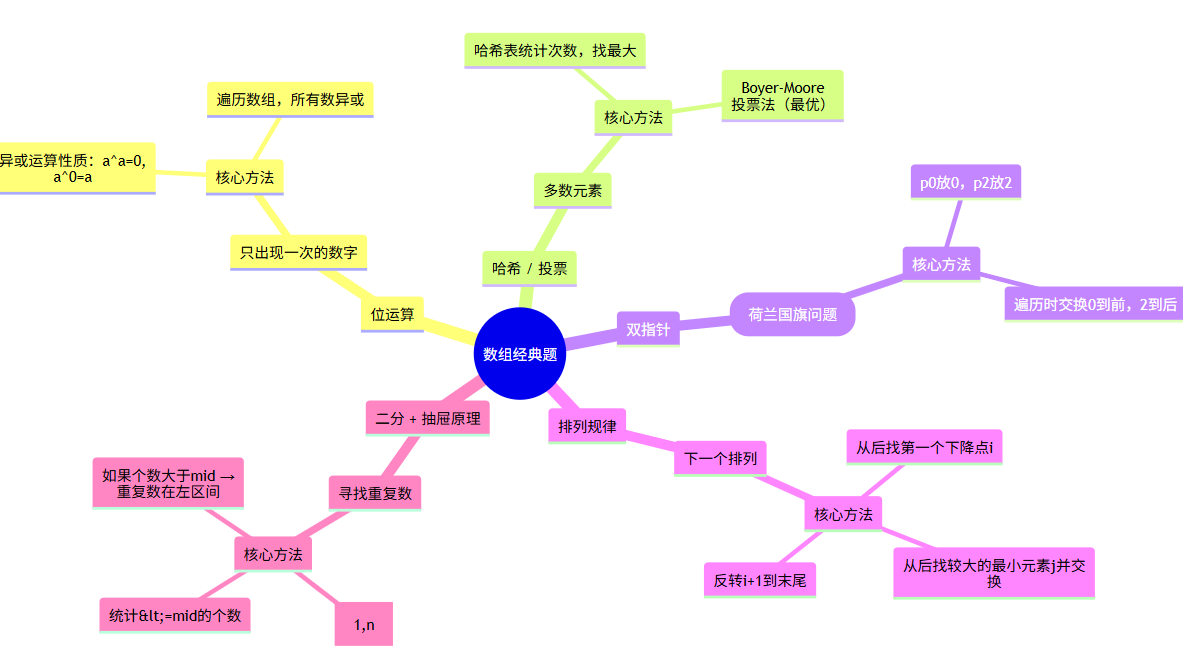 数组经典题
位运算
只出现一次的数字
核心方法
遍历数组，所有数异或
异或运算性质：a^a=0,
a^0=a
哈希 / 投票
多数元素
核心方法
哈希表统计次数，找最大
Boyer-Moore
投票法（最优）
双指针
荷兰国旗问题
核心方法
p0放0，p2放2
遍历时交换0到前，2到后
排列规律
下一个排列
核心方法
从后找第一个下降点i
从后找较大的最小元素j并交
换
反转i+1到末尾
二分 + 抽屉原理
寻找重复数
核心方法
如果个数大于mid →
重复数在左区间
统计&lt;=mid的个数
1,n